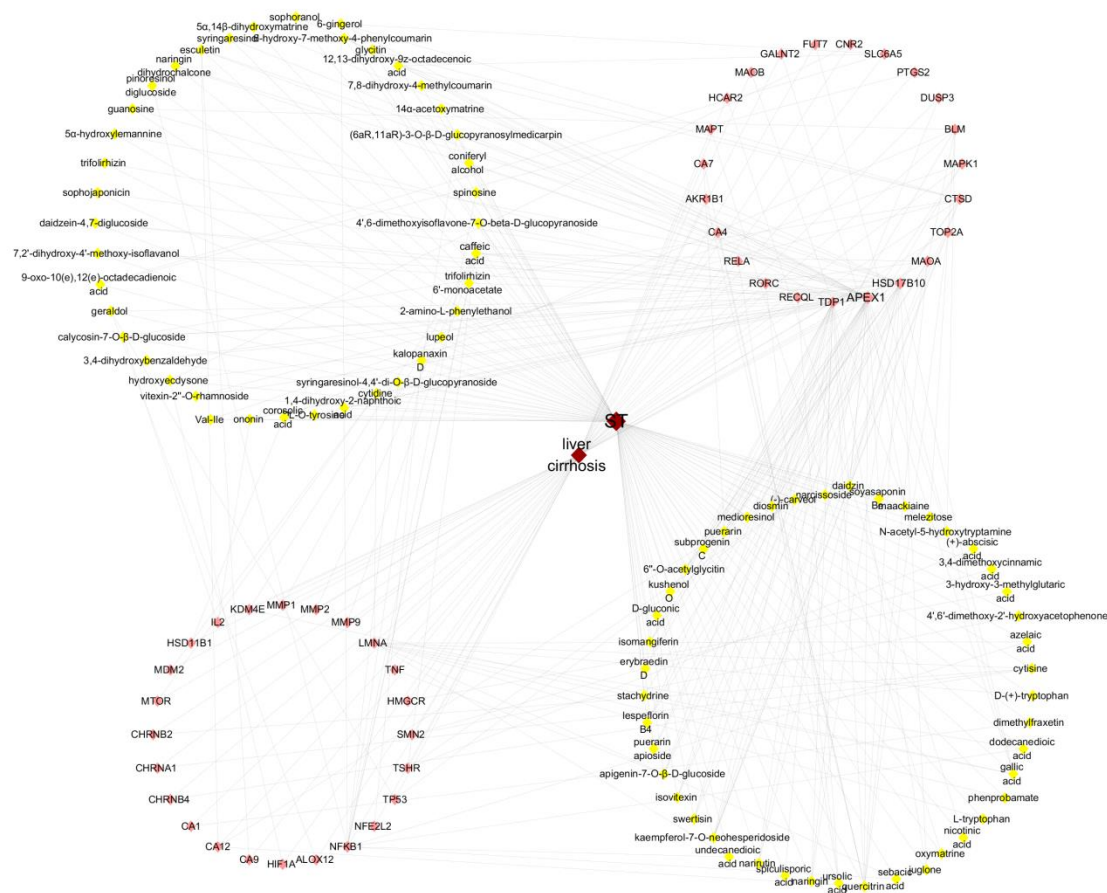 sophoranol
5α,14β-dihydroxymatrine
6-gingerol
syringaresinol
8-hydroxy-7-methoxy-4-phenylcoumarin
esculetin
glycitin
naringin
dihydrochalcone
12,13-dihydroxy-9z-octadecenoic
acid
pinoresinol
diglucoside
7,8-dihydroxy-4-methylcoumarin
guanosine
14α-acetoxymatrine
5α-hydroxylemannine
(6aR,11aR)-3-O-β-D-glucopyranosylmedicarpin
trifolirhizin
coniferyl
alcohol
sophojaponicin
spinosine
daidzein-4,7-diglucoside
4',6-dimethoxyisoflavone-7-O-beta-D-glucopyranoside
7,2'-dihydroxy-4'-methoxy-isoflavanol
caffeic
acid
9-oxo-10(e),12(e)-octadecadienoic
acid
trifolirhizin
6'-monoacetate
geraldol
2-amino-L-phenylethanol
calycosin-7-O-β-D-glucoside
lupeol
3,4-dihydroxybenzaldehyde
kalopanaxin
D
hydroxyecdysone
syringaresinol-4,4'-di-O-β-D-glucopyranoside
vitexin-2"-O-rhamnoside
cytidine
1,4-dihydroxy-2-naphthoic
acid
Val-Ile
ononin
corosolic
acid
L-O-tyrosine
FUT7
CNR2
GALNT2
SLC6A5
MAOB
PTGS2
HCAR2
DUSP3
MAPT
BLM
CA7
MAPK1
AKR1B1
CTSD
CA4
TOP2A
RELA
MAOA
RORC
HSD17B10
RECQL
TDP1
APEX1
ST
liver
cirrhosis
daidzin
(-)-carveol
narcissoside
soyasaponin
Be
diosmin
maackiaine
medioresinol
melezitose
puerarin
N-acetyl-5-hydroxytryptamine
subprogenin
C
(+)-abscisic
acid
6"-O-acetylglycitin
3,4-dimethoxycinnamic
acid
kushenol
O
3-hydroxy-3-methylglutaric
acid
D-gluconic
acid
4',6'-dimethoxy-2'-hydroxyacetophenone
isomangiferin
azelaic
acid
erybraedin
D
cytisine
stachydrine
D-(+)-tryptophan
lespeflorin
B4
dimethylfraxetin
puerarin
apioside
dodecanedioic
acid
apigenin-7-O-β-D-glucoside
gallic
acid
isovitexin
phenprobamate
swertisin
L-tryptophan
kaempferol-7-O-neohesperidoside
nicotinic
acid
undecanedioic
acid
narirutin
oxymatrine
spiculisporic
acid
naringin
ursolic
acid
quercitrin
sebacic
acid
juglone
MMP1
KDM4E
MMP2
IL2
MMP9
HSD11B1
LMNA
MDM2
TNF
MTOR
HMGCR
CHRNB2
SMN2
CHRNA1
TSHR
CHRNB4
TP53
CA1
NFE2L2
CA12
NFKB1
CA9
HIF1A
ALOX12